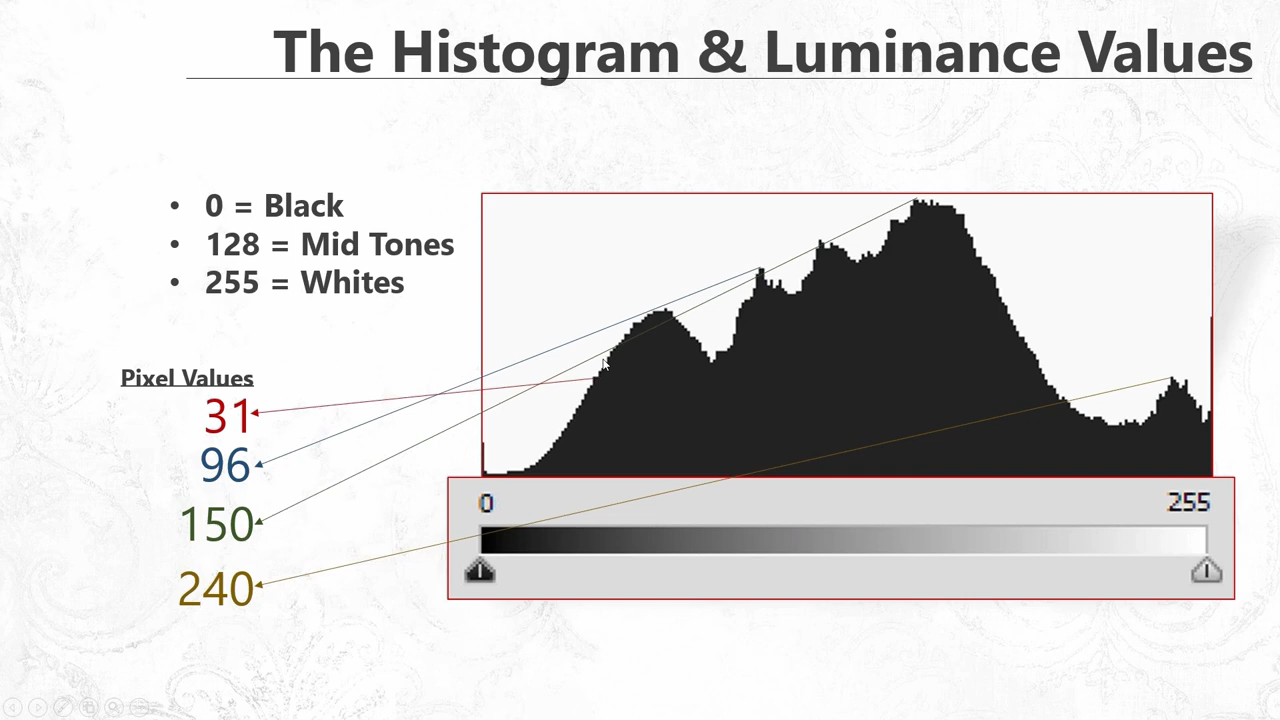 The Histogram & Luminance Values
• 0 = Black
• 128 = Mid Tones
• 255 = Whites
Pixel Values
31
96
150
240
0
255